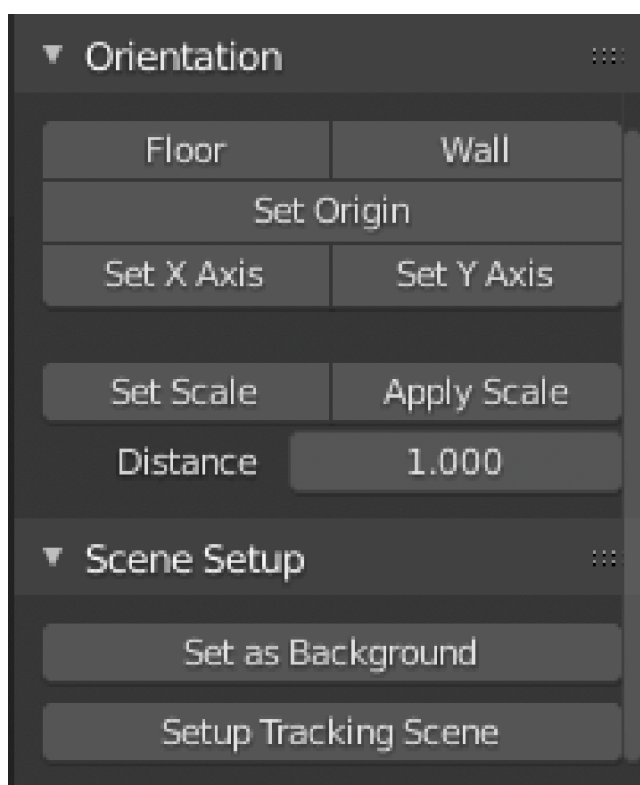 Orientation
Floor Wall
Set Origin
Set X Axis Set Y Axis
Set Scale Apply Scale
Distance 1.000
Scene Setup
Set as Background
Setup Tracking Scene